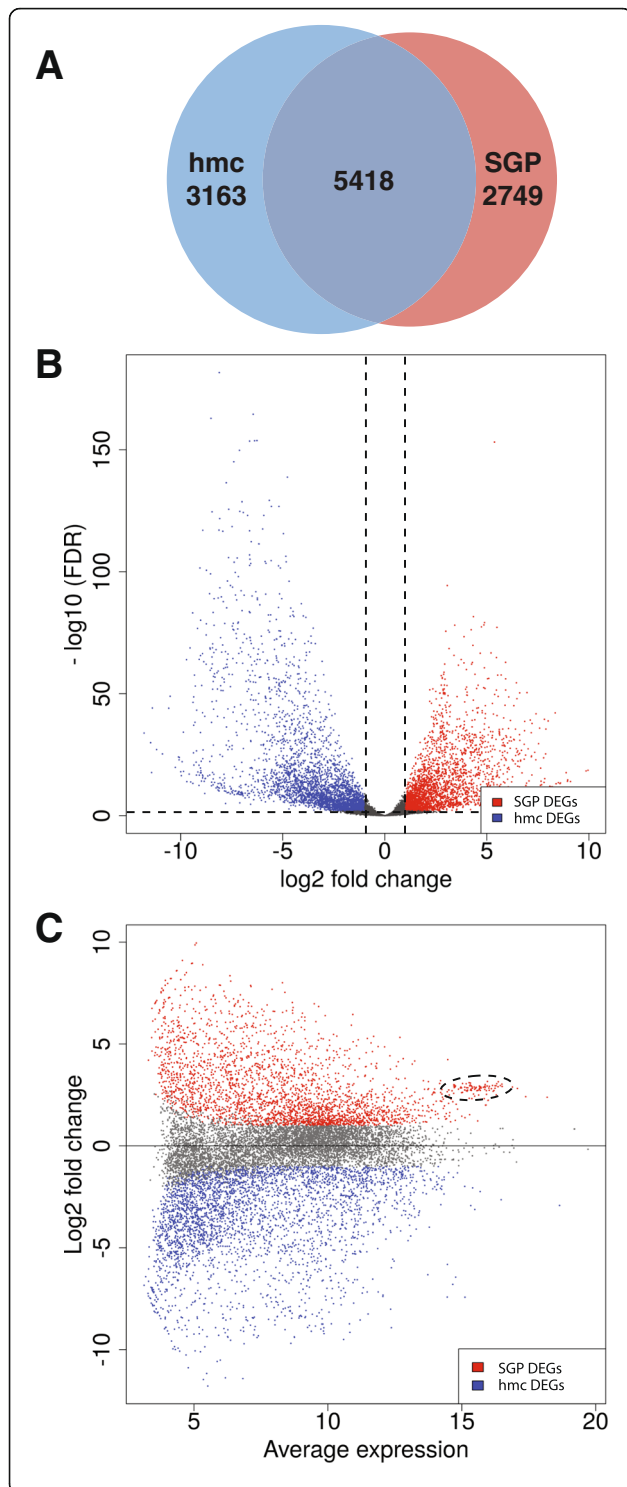 A
hmc
3163
5418
SGP
2749
B
- log10 (FDR)
150
100
50
0
-10
-5
0
5
10
log2 fold change
SGP DEGs
hmc DEGs
C
Log2 fold change
10
5
0
-5
-10
5
10
15
20
Average expression
SGP DEGs
hmc DEGs